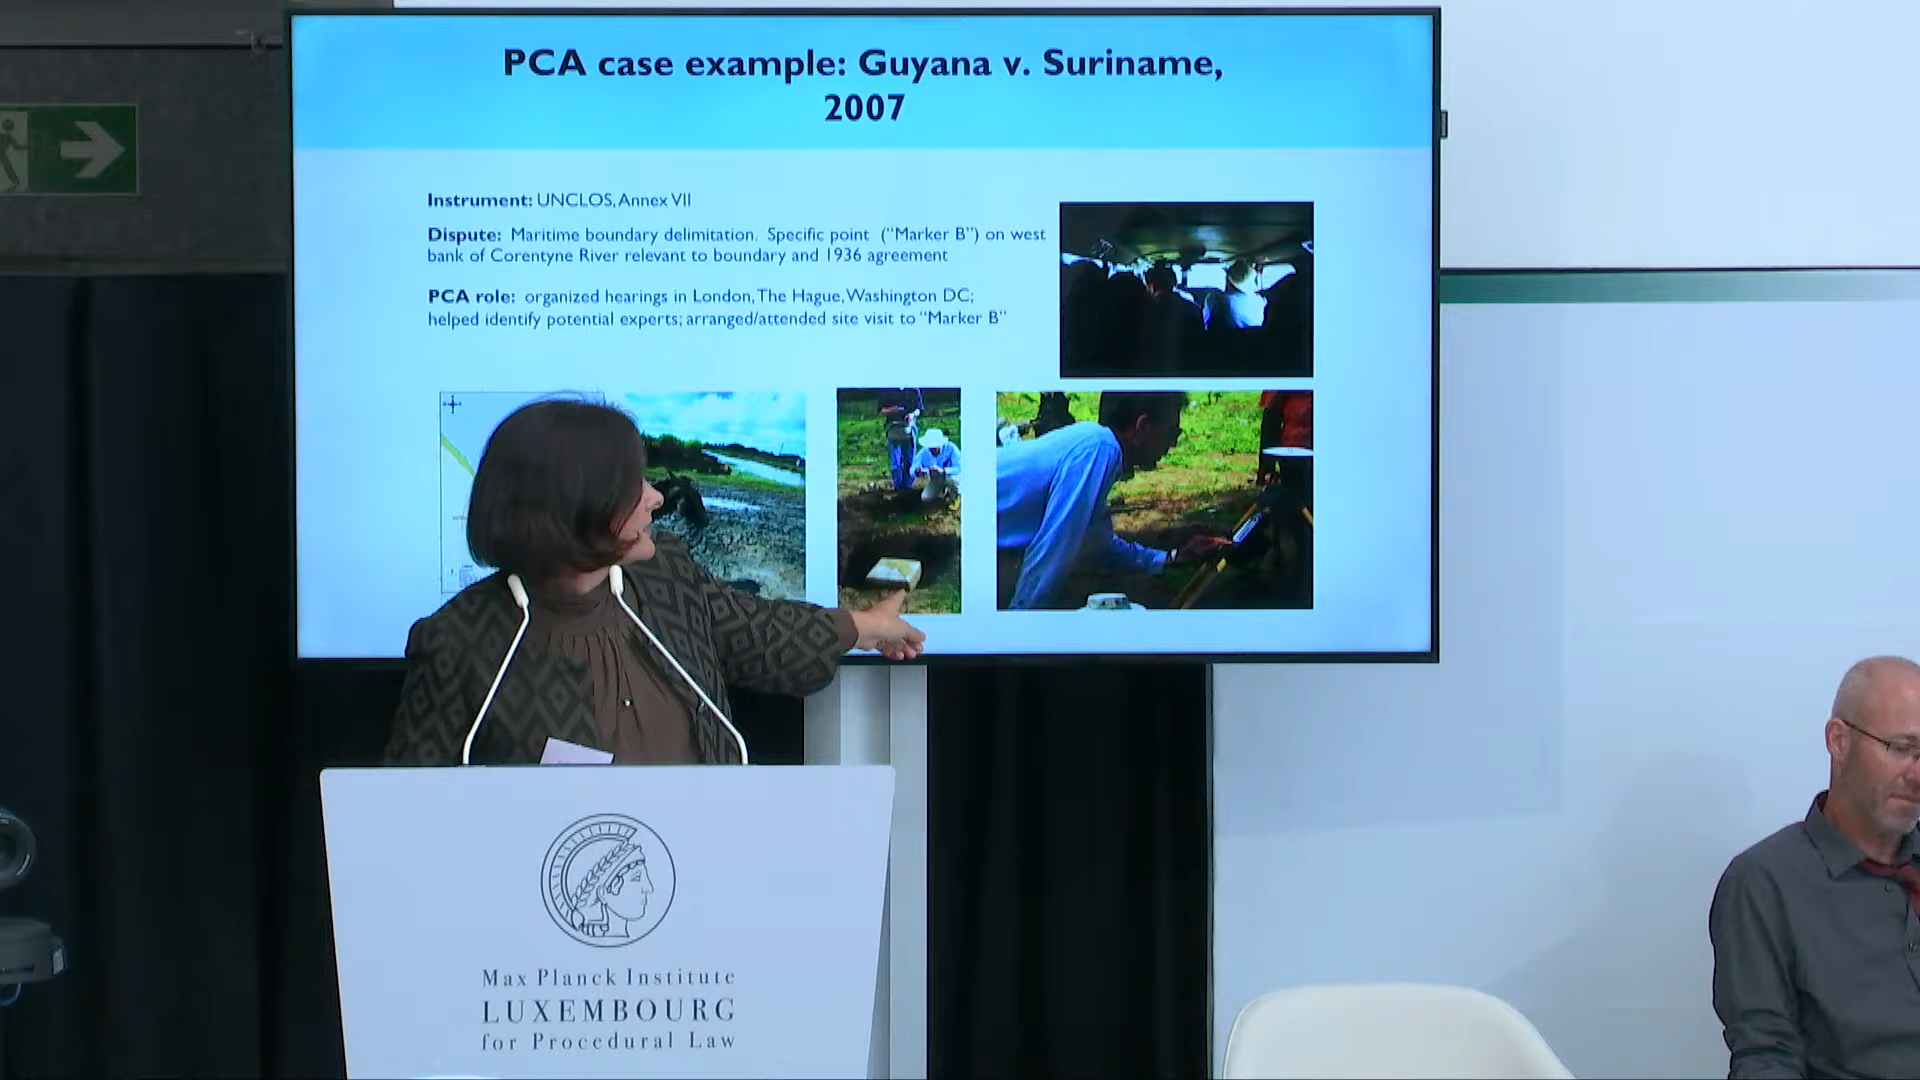 PCA case example: Guyana v. Suriname,
2007
Instrument: UNCLOS, Annex VII
Dispute: Maritime boundary delimitation. Specific point ("Marker B") on west
bank of Corentyne River relevant to boundary and 1936 agreement
PCA role: organized hearings in London, The Hague, Washington DC;
helped identify potential experts; arranged/attended site visit to "Marker B"
Max Planck Institute
LUXEMBOURG
for Procedural Law